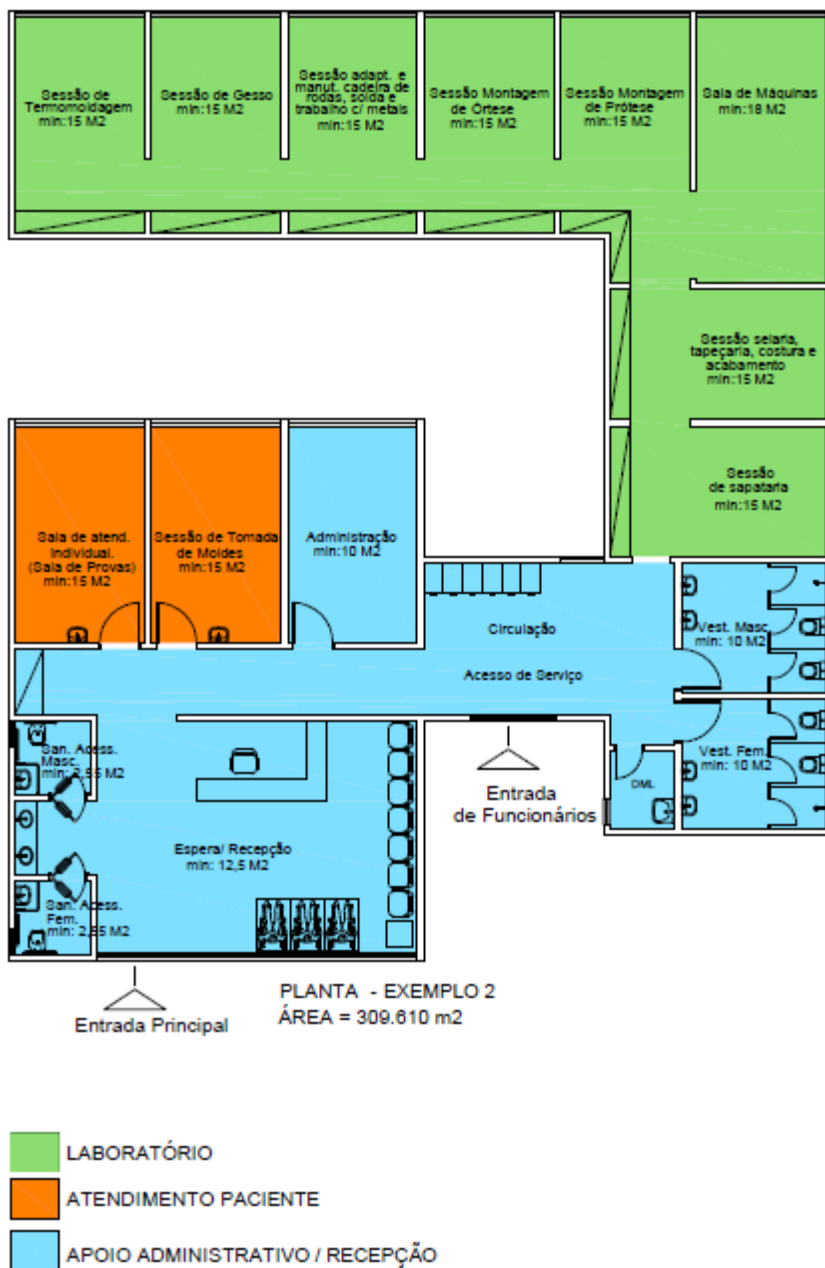 Sessão de
Termomoldagem
min:15 M2
Sessão de Gesso
min:15 M2
Sessão adapt. e
manut. cadeira de
rodas, solda e
trabalho c/ metais
min:15 M2
Sessão Montagem
de Órtese
min:15 M2
Sessão Montagem
de Prótese
min:15 M2
Sala de Máquinas
min:18 M2
Sessão selaria,
tapeçaria, costura e
acabamento
min:15 M2
Sessão
de sapataria
min:15 M2
Sala de atend.
Individual.
(Sala de Provas)
min:15 M2
Sessão de Tomada
de Moldes
min:15 M2
Administração
min:10 M2
Circulação
Acesso de Serviço
Vest. Masc.
min: 10 M2
Vest. Fem.
min: 10 M2
DML
San. Acess.
Masc.
min: 2,55 M2
Espera/ Recepção
min: 12,5 M2
San. Acess.
Fem.
min: 2,55 M2
Entrada
de Funcionários
Entrada Principal
PLANTA - EXEMPLO 2
ÁREA = 309.610 m2
LABORATÓRIO
ATENDIMENTO PACIENTE
APOIO ADMINISTRATIVO / RECEPÇÃO